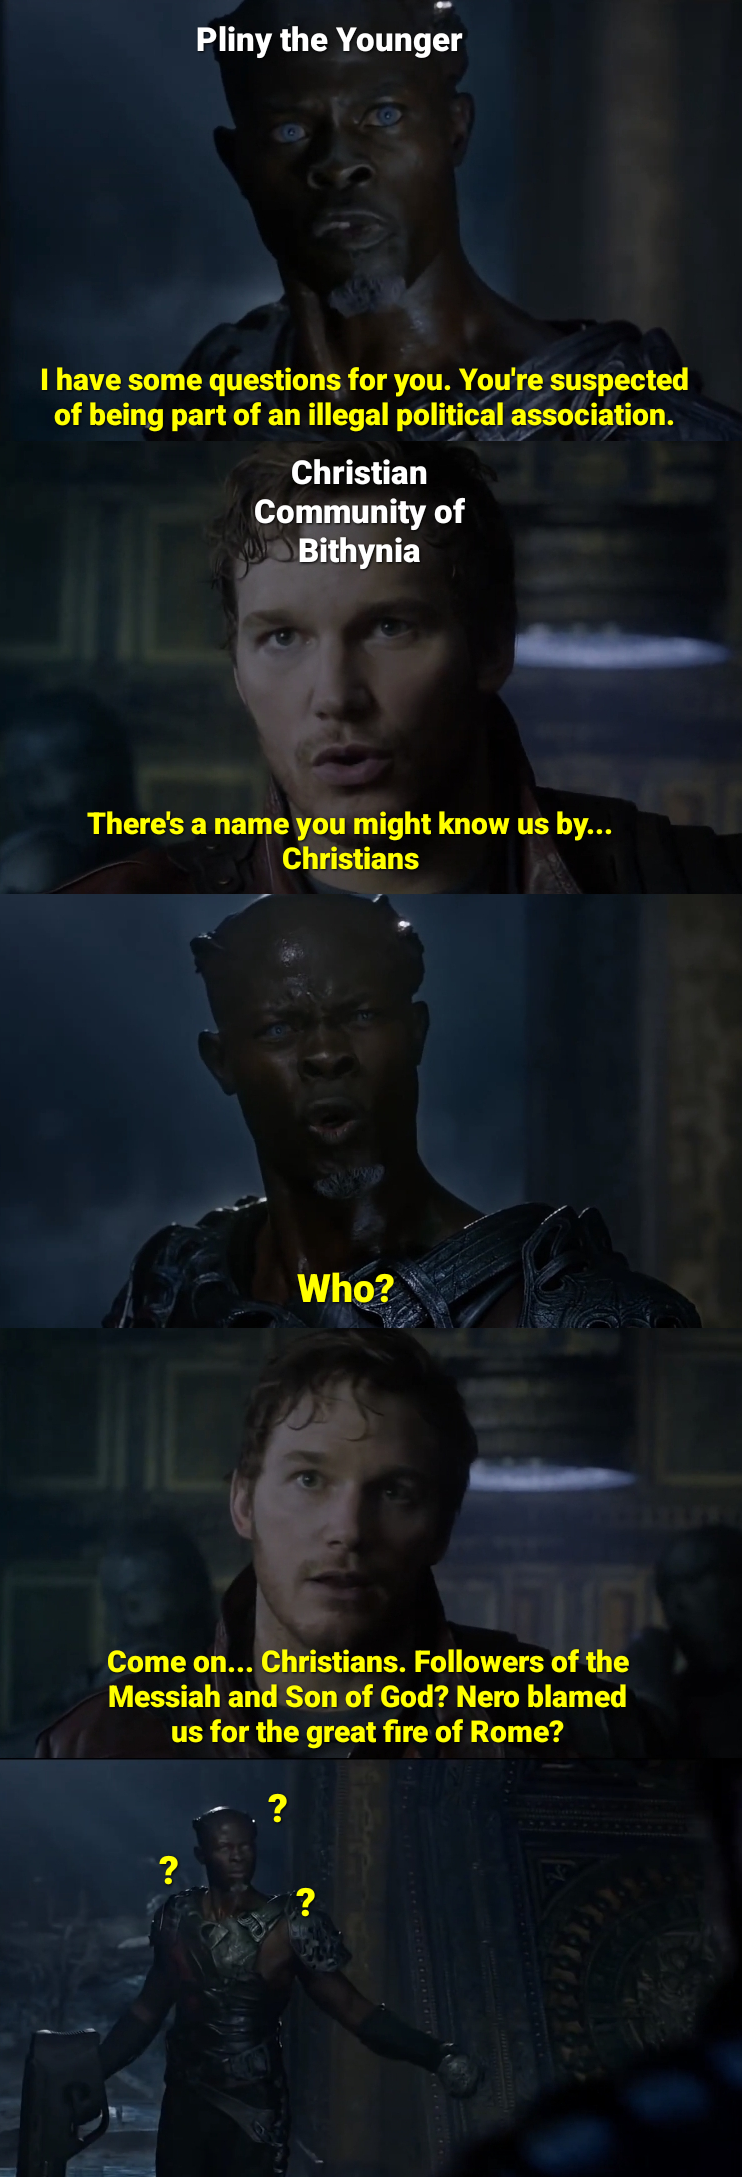 Pliny the Younger
I have some questions for you. You're suspected
of being part of an illegal political association.
Christian
Community of
Bithynia
There's a name you might know us by...
Christians
Who?
Come on... Christians. Followers of the
Messiah and Son of God? Nero blamed
us for the great fire of Rome?
?
?
?